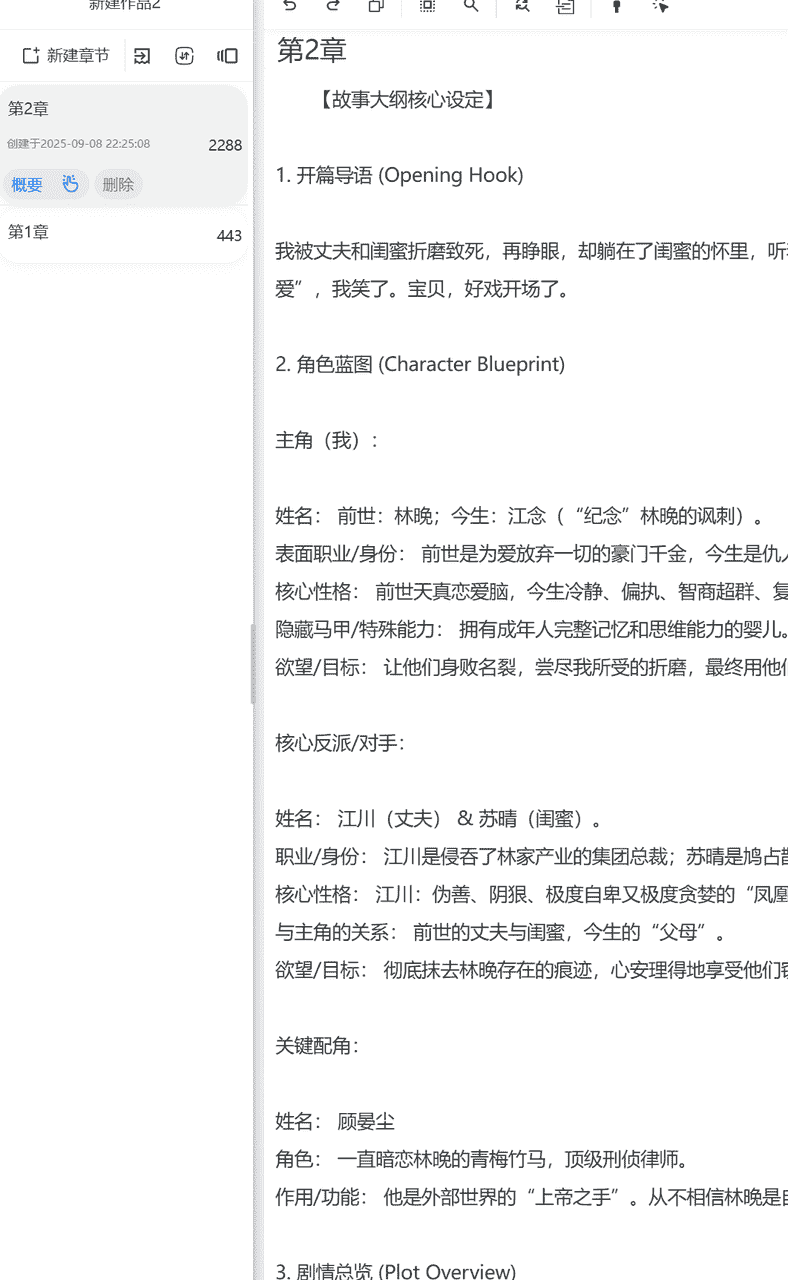 新建作品2
新建章节
第2章
创建于2025-09-08 22:25:08
2288
概要
删除
第1章
443
第2章
【故事大纲核心设定】
1. 开篇导语 (Opening Hook)
我被丈夫和闺蜜折磨致死，再睁眼，却躺在了闺蜜的怀里，听
爱”，我笑了。宝贝，好戏开场了。
2. 角色蓝图 (Character Blueprint)
主角（我）：
姓名： 前世：林晚；今生：江念（“纪念”林晚的讽刺）。
表面职业/身份： 前世是为爱放弃一切的豪门千金，今生是仇
核心性格： 前世天真恋爱脑，今生冷静、偏执、智商超群、复
隐藏马甲/特殊能力： 拥有成年人完整记忆和思维能力的婴儿。
欲望/目标： 让他们身败名裂，尝尽我所受的折磨，最终用他
核心反派/对手：
姓名： 江川（丈夫） & 苏晴（闺蜜）。
职业/身份： 江川是侵吞了林家产业的集团总裁；苏晴是鸠占
核心性格： 江川：伪善、阴狠、极度自卑又极度贪婪的“凤凰
与主角的关系： 前世的丈夫与闺蜜，今生的“父母”。
欲望/目标： 彻底抹去林晚存在的痕迹，心安理得地享受他们
关键配角：
姓名： 顾晏尘
角色： 一直暗恋林晚的青梅竹马，顶级刑侦律师。
作用/功能： 他是外部世界的“上帝之手”。从不相信林晚是
3. 剧情总览 (Plot Overview)